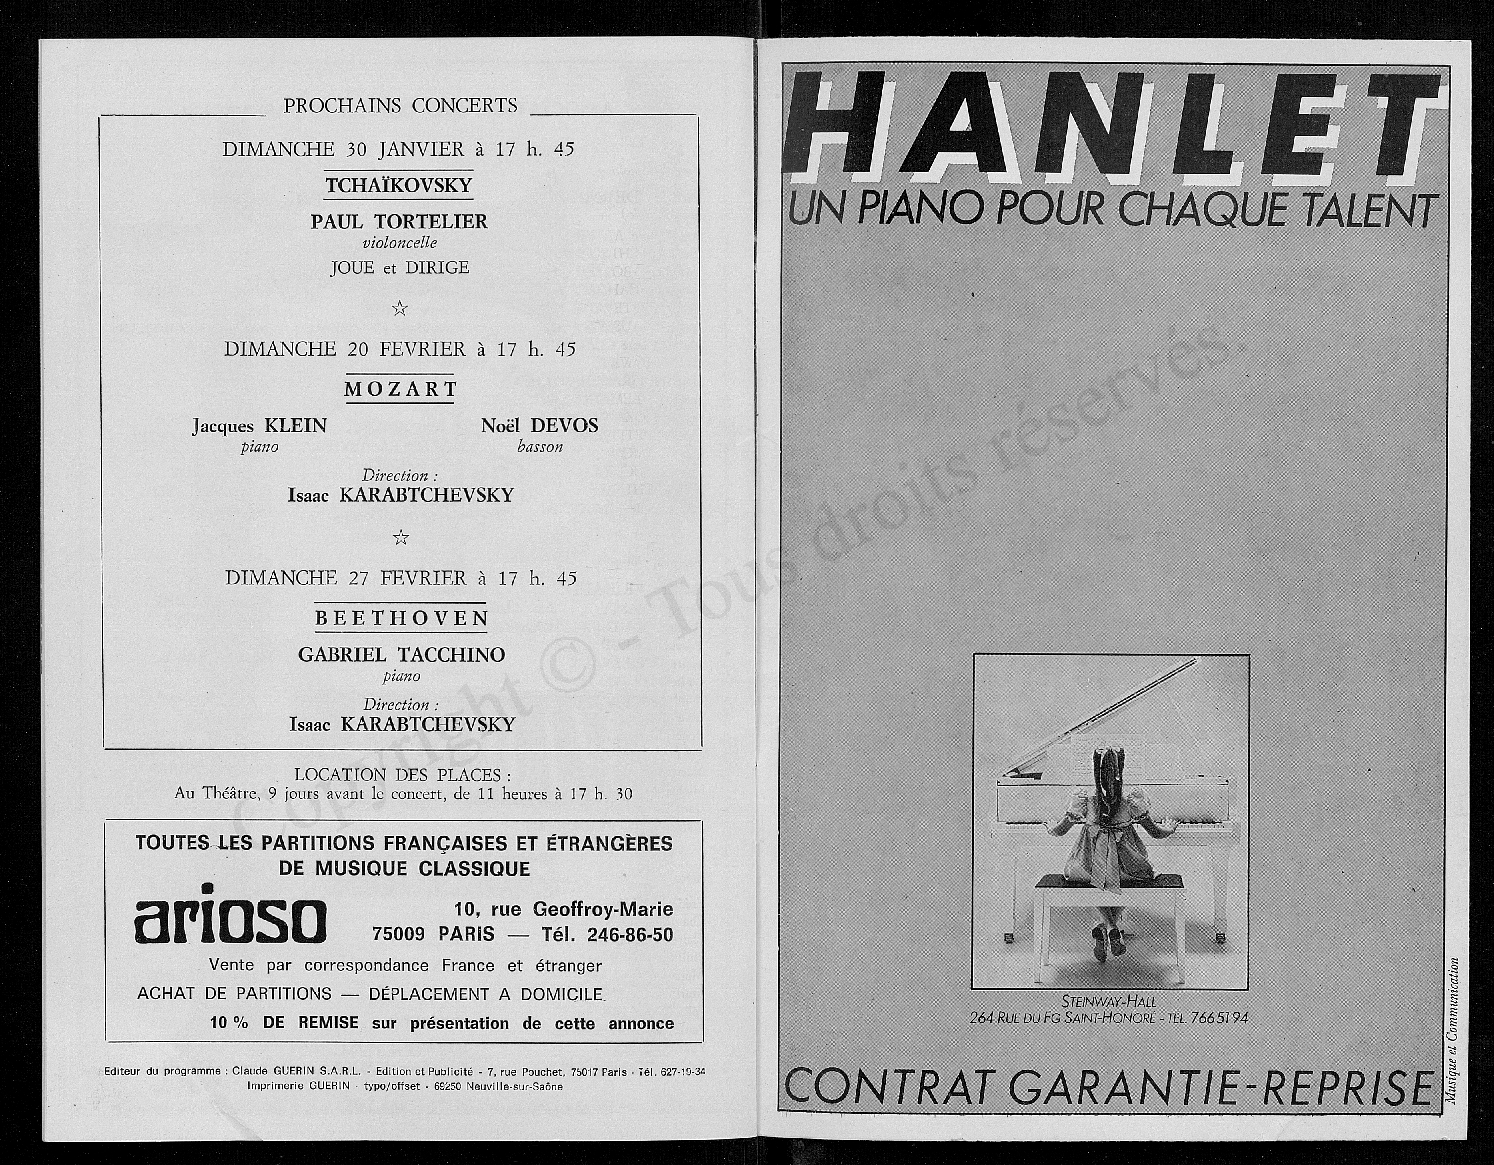 PROCHAINS CONCERTS
DIMANCHE 30 JANVIER à 17 h. 45
TCHAÏKOVSKY
PAUL TORTELIER
violoncelle
JOUE et DIRIGE
☆
DIMANCHE 20 FEVRIER à 17 h. 45
MOZART
Jacques KLEIN
piano
Noël DEVOS
basson
Direction :
Isaac KARABTCHEVSKY
☆
DIMANCHE 27 FEVRIER à 17 h. 45
BEETHOVEN
GABRIEL TACCHINO
piano
Direction :
Isaac KARABTCHEVSKY
LOCATION DES PLACES :
Au Théâtre, 9 jours avant le concert, de 11 heures à 17 h. 30
TOUTES LES PARTITIONS FRANÇAISES ET ÉTRANGÈRES
DE MUSIQUE CLASSIQUE
arioso
10, rue Geoffroy-Marie
75009 PARIS — Tél. 246-86-50
Vente par correspondance France et étranger
ACHAT DE PARTITIONS — DÉPLACEMENT A DOMICILE
10 % DE REMISE sur présentation de cette annonce
Editeur du programme : Claude GUERIN S.A.R.L. - Edition et Publicité - 7, rue Pouchet, 75017 Paris - Tél. 627-19-34
Imprimerie GUERIN - typo/offset - 69250 Neuville-sur-Saône
HANLET
UN PIANO POUR CHAQUE TALENT
STEINWAY-HALL
264 RUE DU FG SAINT-HONORÉ - TÉL. 766 51 94
CONTRAT GARANTIE-REPRISE
Musique et Communication
Copyright © - Tous droits réservés.